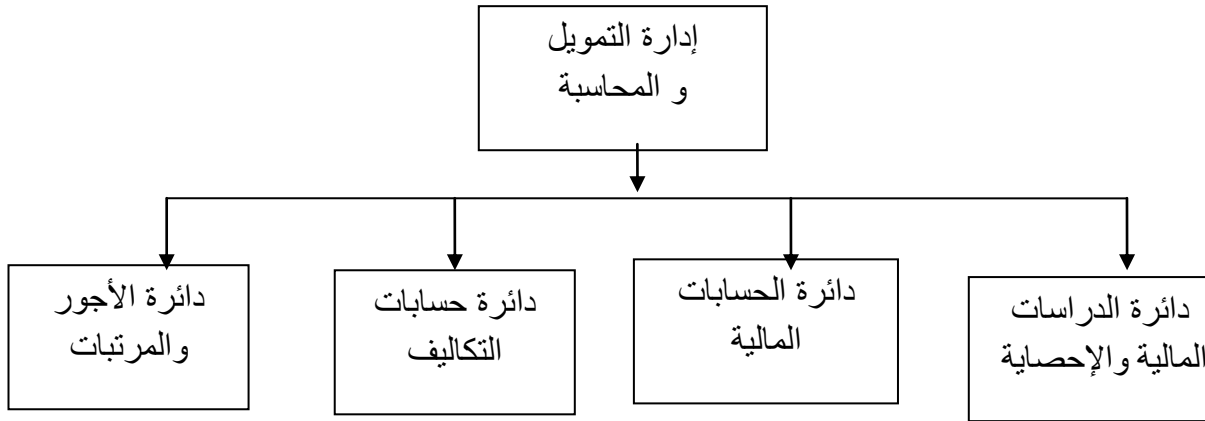 إدارة التمويل
و المحاسبة
دائرة الدراسات
المالية والإحصاية
دائرة الحسابات
المالية
دائرة حسابات
التكاليف
دائرة الأجور
والمرتبات